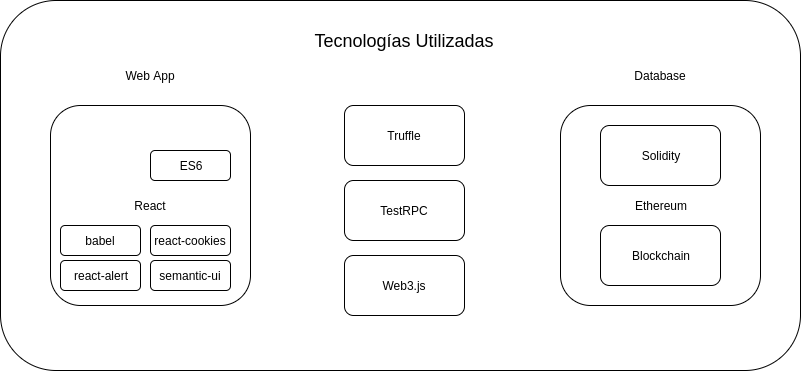 Tecnologías Utilizadas
Web App
ES6
React
babel
react-cookies
react-alert
semantic-ui
Truffle
TestRPC
Web3.js
Database
Solidity
Ethereum
Blockchain